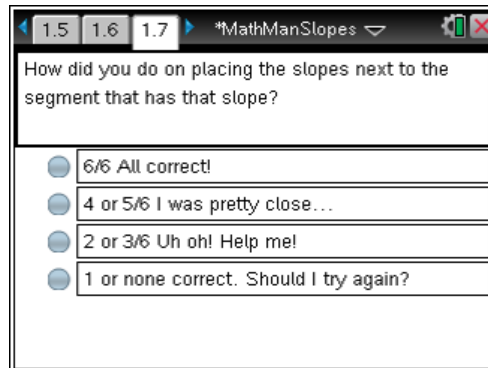 1.5 1.6 1.7 *MathManSlopes
How did you do on placing the slopes next to the
segment that has that slope?
6/6 All correct!
4 or 5/6 I was pretty close...
2 or 3/6 Uh oh! Help me!
1 or none correct. Should I try again?